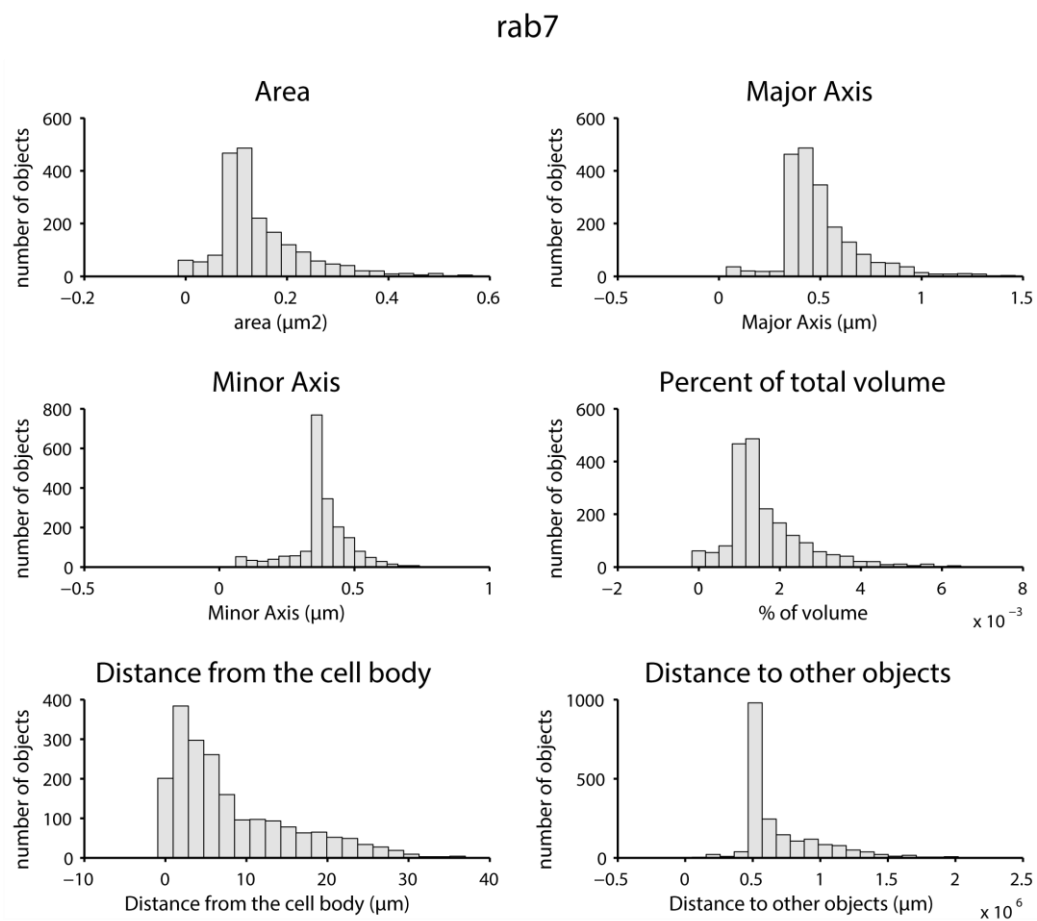 rab7
Area
number of objects
600
400
200
0
−0.2
0
0.2
0.4
0.6
area (µm2)
Major Axis
number of objects
600
400
200
0
−0.5
0
0.5
1
1.5
Major Axis (µm)
Minor Axis
number of objects
800
600
400
200
0
−0.5
0
0.5
1
Minor Axis (µm)
Percent of total volume
number of objects
600
400
200
0
−2
0
2
4
6
8
% of volume
x 10 −3
Distance from the cell body
number of objects
400
300
200
100
0
−10
0
10
20
30
40
Distance from the cell body (µm)
Distance to other objects
number of objects
1000
500
0
−0.5
0
0.5
1
1.5
2
2.5
Distance to other objects (µm)
x 10 6